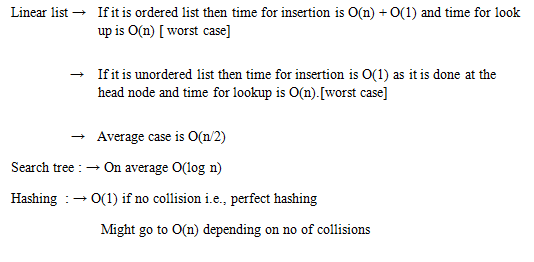 Linear list → If it is ordered list then time for insertion is O(n) + O(1) and time for look
up is O(n) [ worst case]
→ If it is unordered list then time for insertion is O(1) as it is done at the
head node and time for lookup is O(n).[worst case]
→ Average case is O(n/2)
Search tree : → On average O(log n)
Hashing : → O(1) if no collision i.e., perfect hashing
Might go to O(n) depending on no of collisions